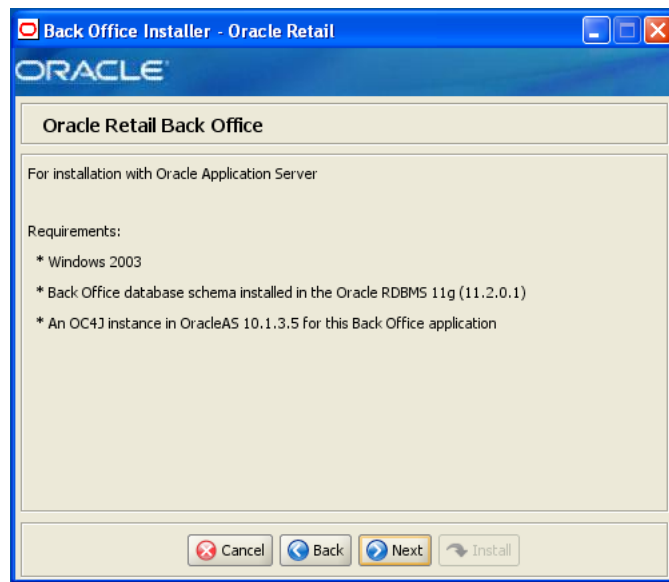 Back Office Installer - Oracle Retail
ORACLE
Oracle Retail Back Office
For installation with Oracle Application Server
Requirements:
* Windows 2003
* Back Office database schema installed in the Oracle RDBMS 11g (11.2.0.1)
* An OC4J instance in OracleAS 10.1.3.5 for this Back Office application
Cancel Back Next Install